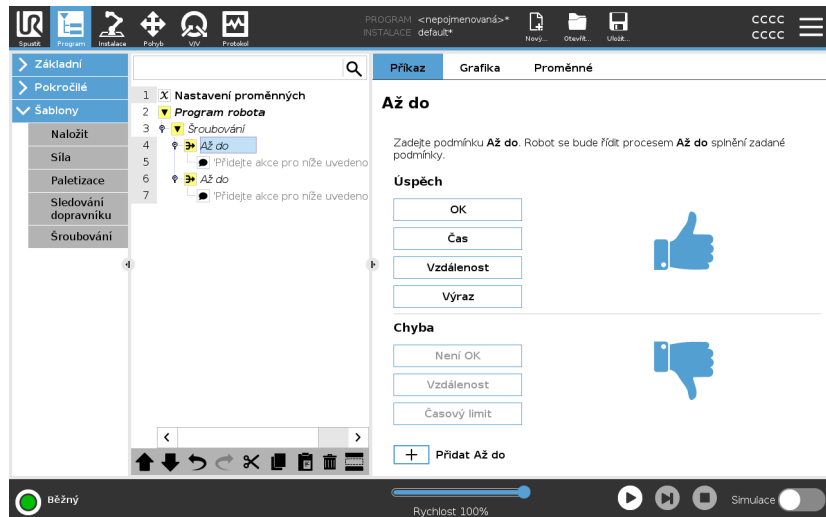 UR
PROGRAM <nepojmenovaná>*
INSTALACE default*
CCCC
CCCC
Spustit Program Instalace Pohyb V/V Protokol Nový... Otevřít... Uložit...
Základní
Pokročilé
Šablony
Naložit
Síla
Paletizace
Sledování
dopravníku
Šroubování
1 X Nastavení proměnných
2 Program robota
3 Šroubování
4 Až do
5 'Přidejte akce pro níže uvedeno
6 Až do
7 'Přidejte akce pro níže uvedeno
Příkaz Grafika Proměnné
Až do
Zadejte podmínku Až do. Robot se bude řídit procesem Až do splnění zadané
podmínky.
Úspěch
OK
Čas
Vzdálenost
Výraz
Chyba
Není OK
Vzdálenost
Časový limit
Přidat Až do
Běžný
Rychlost 100%
Simulace